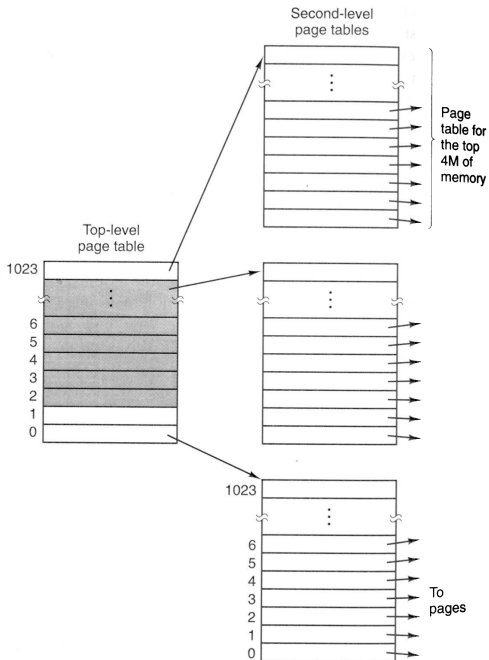 Second-level
page tables
Page
table for
the top
4M of
memory
Top-level
page table
1023
6
5
4
3
2
1
0
1023
6
5
4
3
2
1
0
To
pages